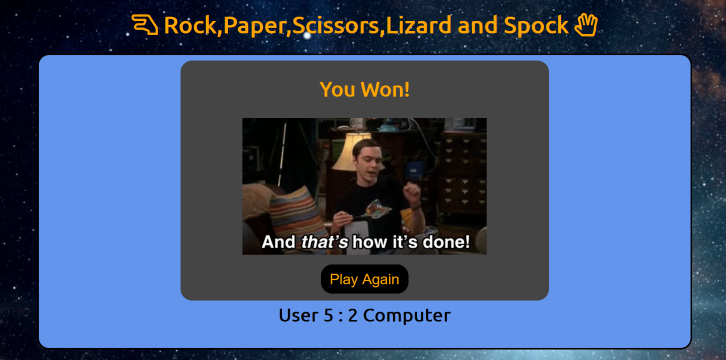 Rock,Paper,Scissors,Lizard and Spock
You Won!
And that's how it's done!
Play Again
User 5 : 2 Computer